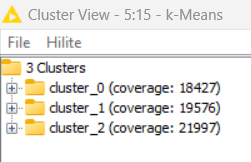 Cluster View - 5:15 - k-Means
File Hilite
3 Clusters
cluster_0 (coverage: 18427)
cluster_1 (coverage: 19576)
cluster_2 (coverage: 21997)